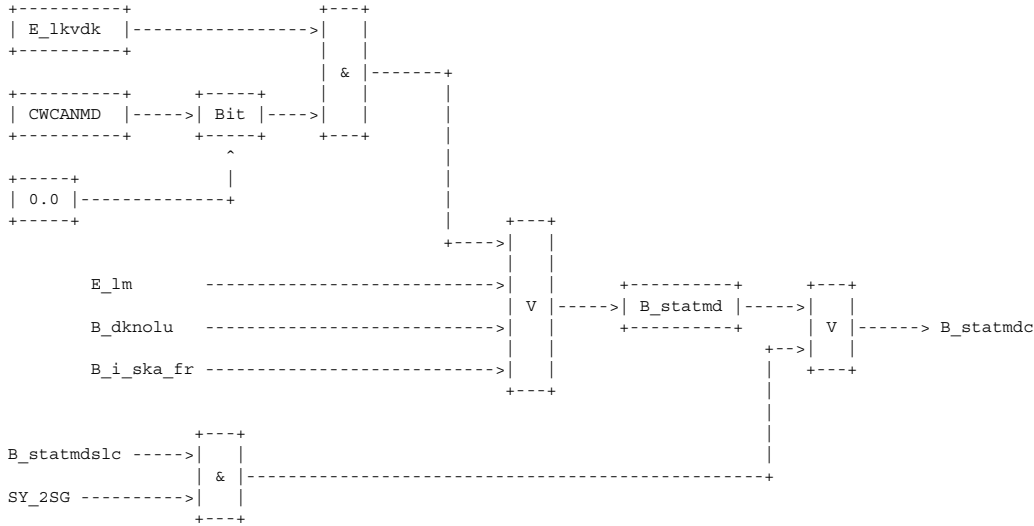 E_lkvdk
&
CWCANMD
Bit
0.0
E_lm
V
B_statmd
V
B_statmdc
B_dknolu
B_i_ska_fr
B_statmdslc
&
SY_2SG